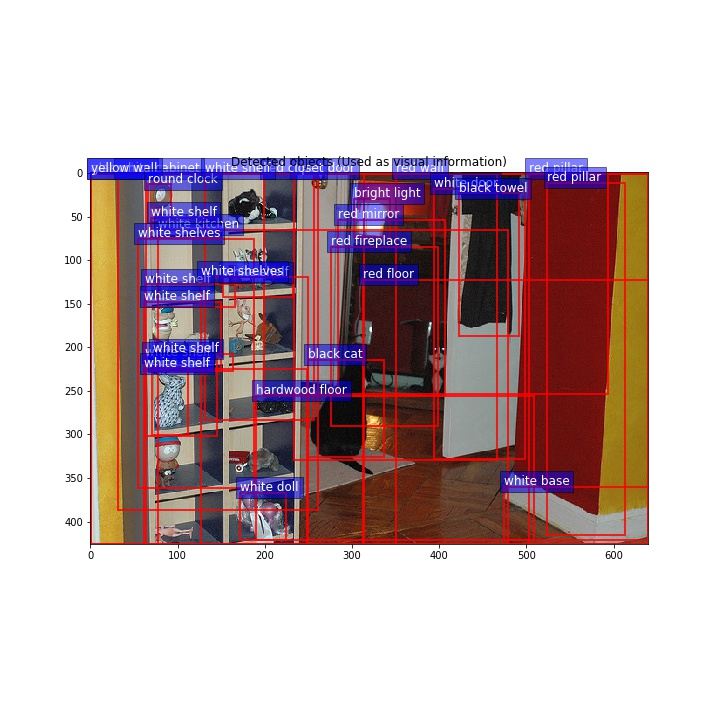 Detected objects (Used as visual information)
yellow wall
cabinet
white shelf
closet door
red wall
red pillar
red pillar
round clock
bright light
white door
black towel
white shelf
red mirror
white kitchen
white shelves
red fireplace
white shelves
red floor
white shelf
white shelf
white shelf
white shelf
black cat
hardwood floor
white doll
white base
0
50
100
150
200
250
300
350
400
0
100
200
300
400
500
600